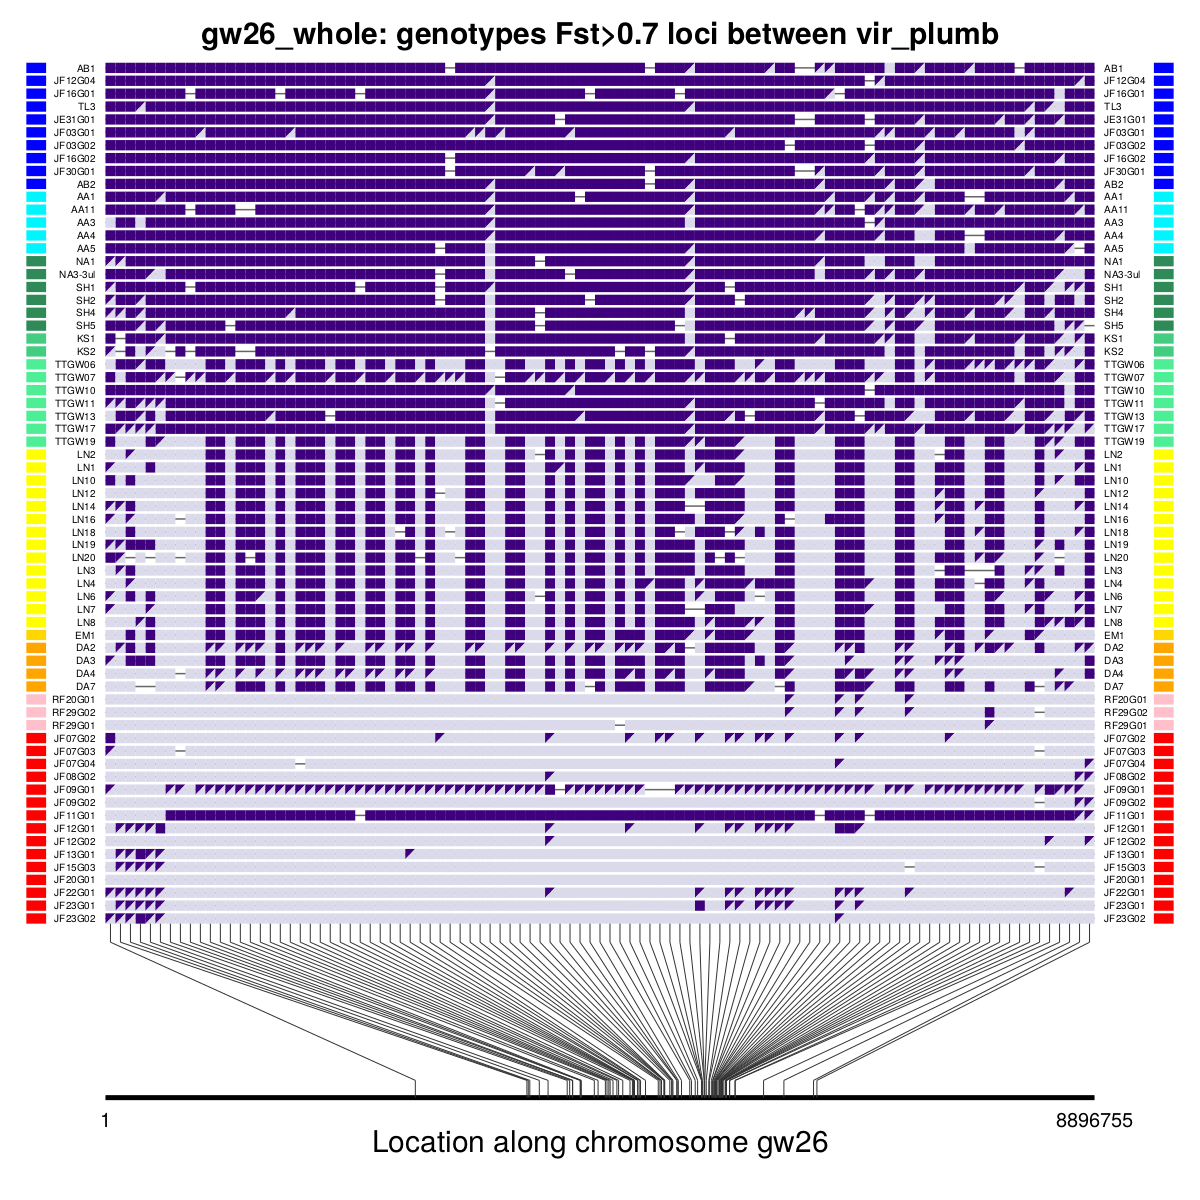 gw26_whole: genotypes Fst>0.7 loci between vir_plumb
AB1 AB1
JF12G04 JF12G04
JF16G01 JF16G01
TL3 TL3
JE31G01 JE31G01
JF03G01 JF03G01
JF03G02 JF03G02
JF16G02 JF16G02
JF30G01 JF30G01
AB2 AB2
AA1 AA1
AA11 AA11
AA3 AA3
AA4 AA4
AA5 AA5
NA1 NA1
NA3-3ul NA3-3ul
SH1 SH1
SH2 SH2
SH4 SH4
SH5 SH5
KS1 KS1
KS2 KS2
TTGW06 TTGW06
TTGW07 TTGW07
TTGW10 TTGW10
TTGW11 TTGW11
TTGW13 TTGW13
TTGW17 TTGW17
TTGW19 TTGW19
LN2 LN2
LN1 LN1
LN10 LN10
LN12 LN12
LN14 LN14
LN16 LN16
LN18 LN18
LN19 LN19
LN20 LN20
LN3 LN3
LN4 LN4
LN6 LN6
LN7 LN7
LN8 LN8
EM1 EM1
DA2 DA2
DA3 DA3
DA4 DA4
DA7 DA7
RF20G01 RF20G01
RF29G02 RF29G02
RF29G01 RF29G01
JF07G02 JF07G02
JF07G03 JF07G03
JF07G04 JF07G04
JF08G02 JF08G02
JF09G01 JF09G01
JF09G02 JF09G02
JF11G01 JF11G01
JF12G01 JF12G01
JF12G02 JF12G02
JF13G01 JF13G01
JF15G03 JF15G03
JF20G01 JF20G01
JF22G01 JF22G01
JF23G01 JF23G01
JF23G02 JF23G02
1 8896755
Location along chromosome gw26